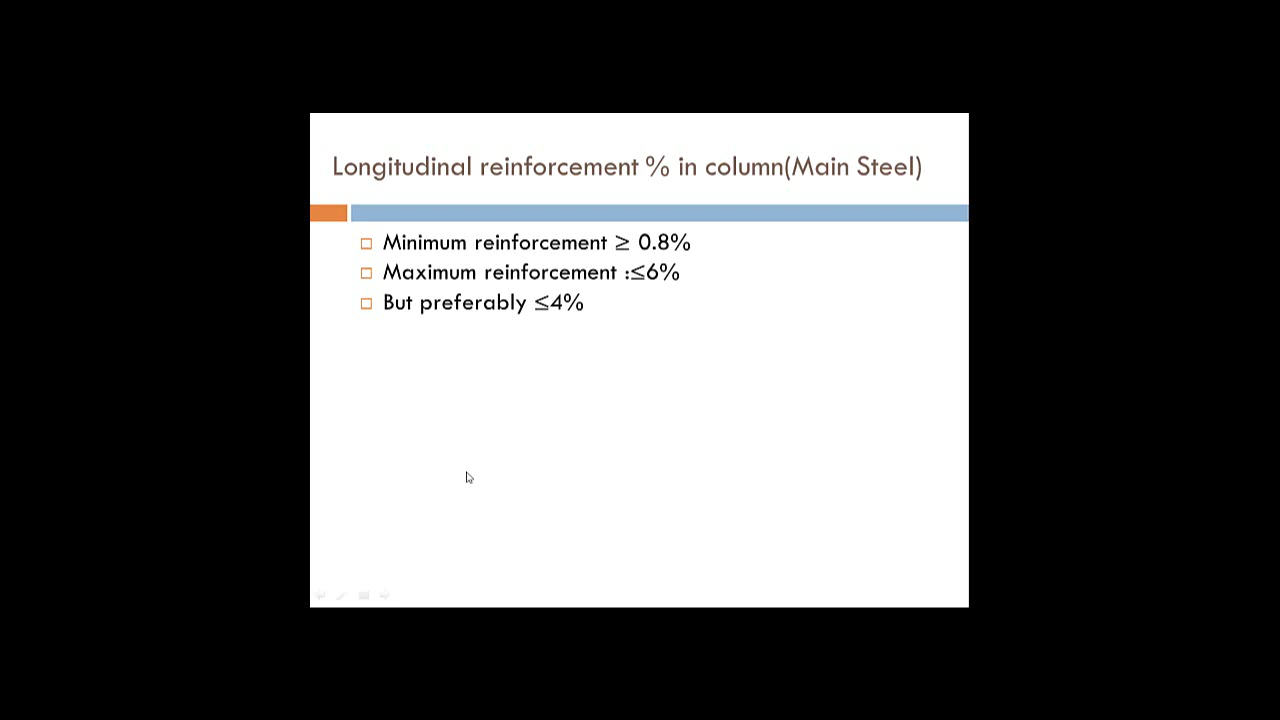 Longitudinal reinforcement % in column(Main Steel)
Minimum reinforcement ≥ 0.8%
Maximum reinforcement :≤6%
But preferably ≤4%